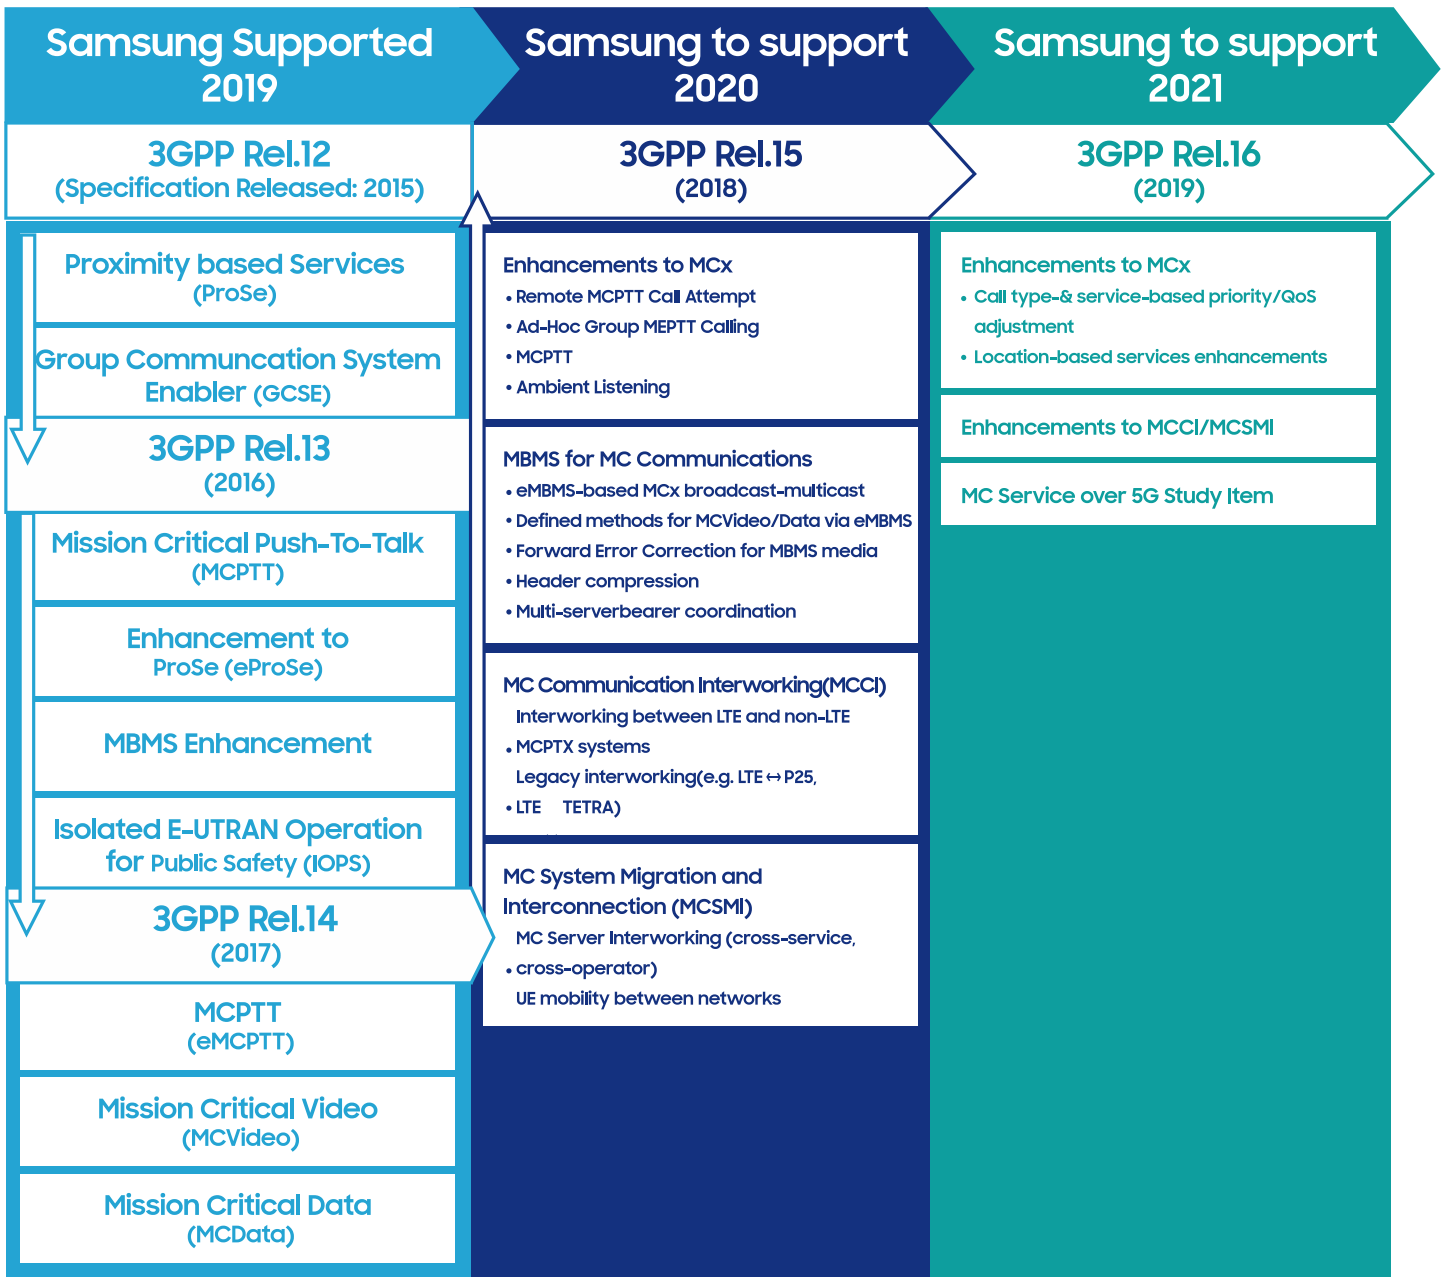 Samsung Supported
2019
3GPP Rel.12
(Specification Released: 2015)
Proximity based Services
(ProSe)
Group Communcation System
Enabler (GCSE)
3GPP Rel.13
(2016)
Mission Critical Push-To-Talk
(MCPTT)
Enhancement to
ProSe (eProSe)
MBMS Enhancement
Isolated E-UTRAN Operation
for Public Safety (IOPS)
3GPP Rel.14
(2017)
MCPTT
(eMCPTT)
Mission Critical Video
(MCVideo)
Mission Critical Data
(MCData)
Samsung to support
2020
3GPP Rel.15
(2018)
Enhancements to MCx
• Remote MCPTT Call Attempt
• Ad-Hoc Group MEPTT Calling
• MCPTT
• Ambient Listening
MBMS for MC Communications
• eMBMS-based MCx broadcast-multicast
• Defined methods for MCVideo/Data via eMBMS
• Forward Error Correction for MBMS media
• Header compression
• Multi-serverbearer coordination
MC Communication Interworking(MCCI)
Interworking between LTE and non-LTE
• MCPTX systems
Legacy interworking(e.g. LTE↔P25,
• LTE TETRA)
MC System Migration and
Interconnection (MCSMI)
MC Server Interworking (cross-service,
• cross-operator)
UE mobility between networks
Samsung to support
2021
3GPP Rel.16
(2019)
Enhancements to MCx
• Call type-& service-based priority/QoS
adjustment
• Location-based services enhancements
Enhancements to MCCI/MCSMI
MC Service over 5G Study Item